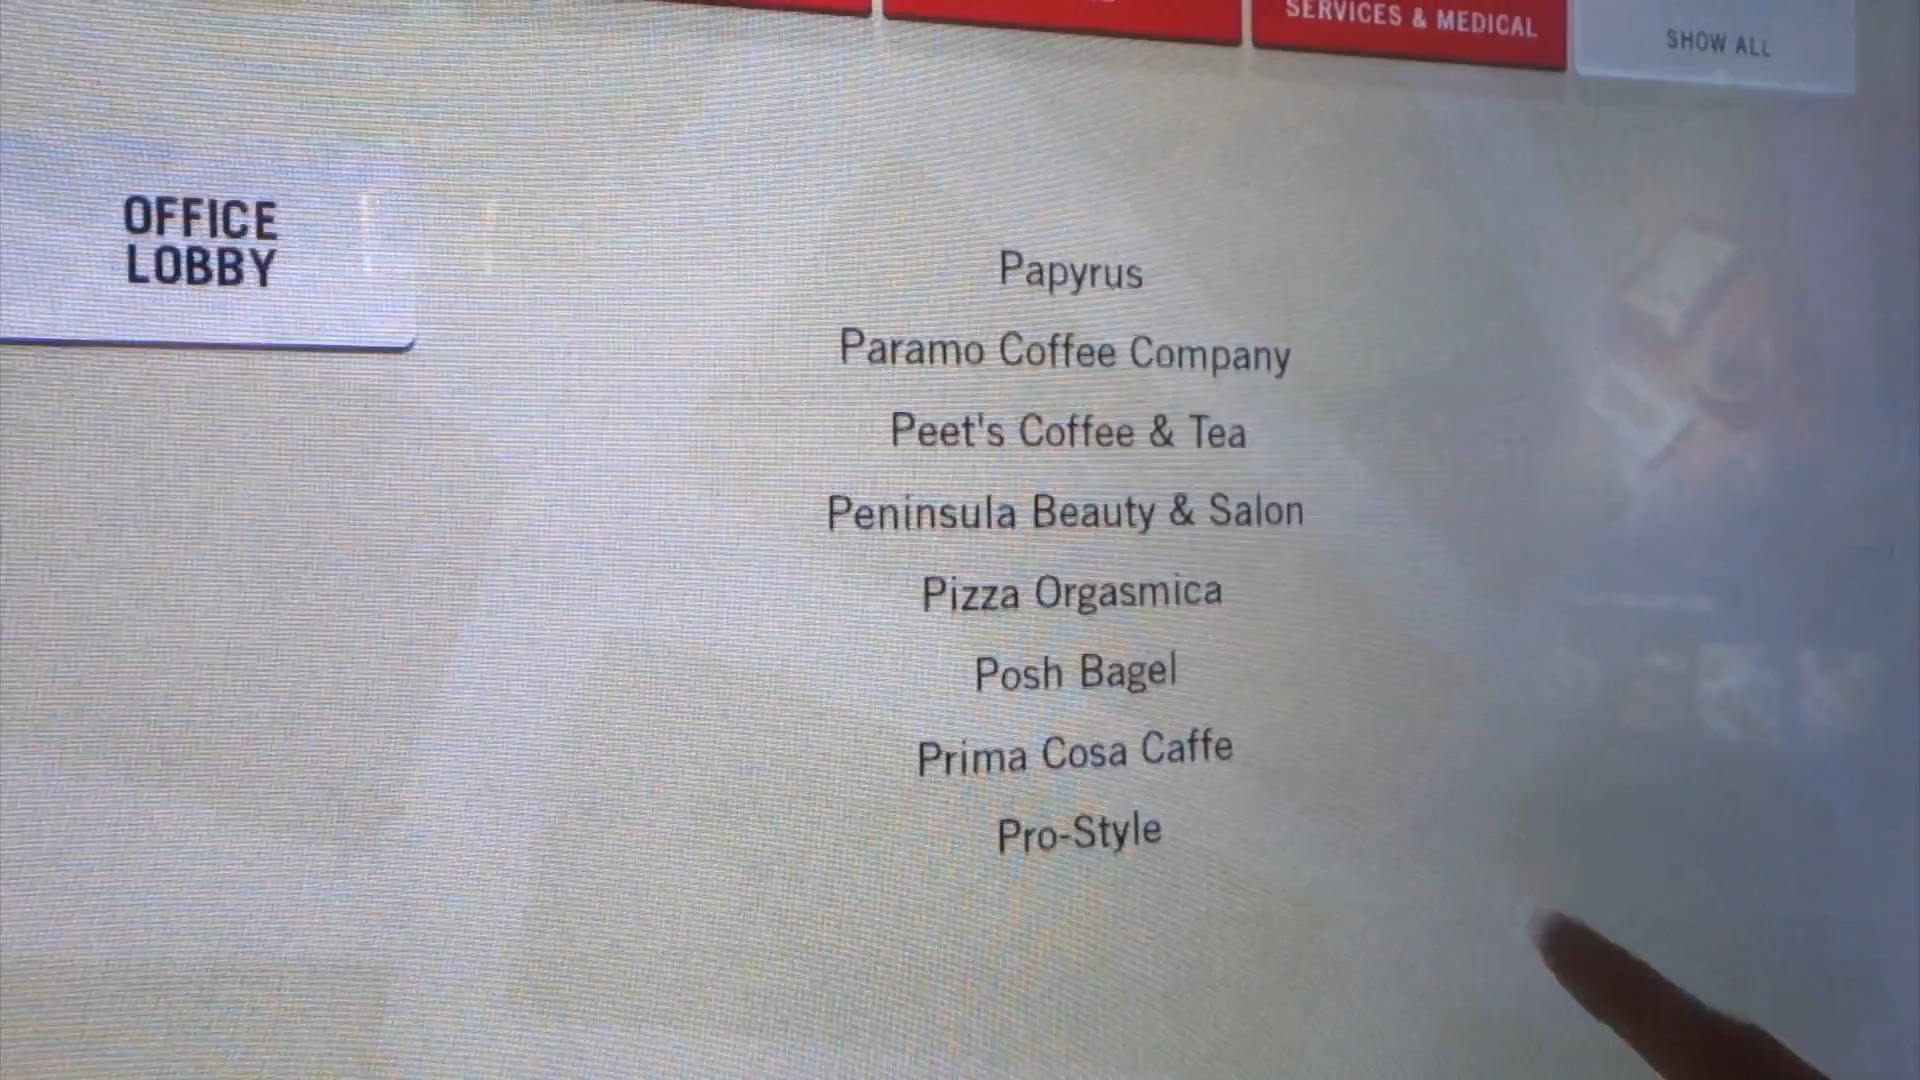 SERVICES & MEDICAL
SHOW ALL
OFFICE
LOBBY
Papyrus
Paramo Coffee Company
Peet's Coffee & Tea
Peninsula Beauty & Salon
Pizza Orgasmica
Posh Bagel
Prima Cosa Caffe
Pro-Style